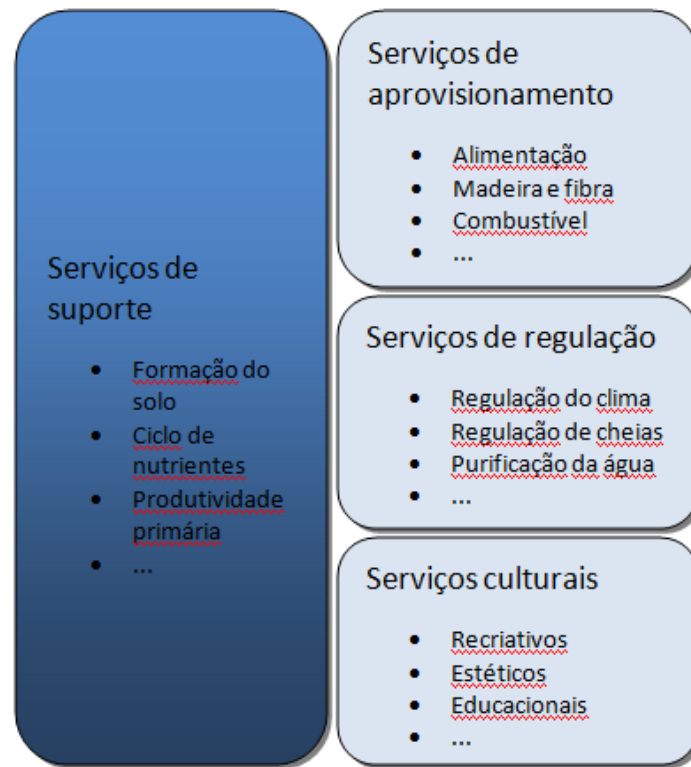 Serviços de
suporte
• Formação do
solo
• Ciclo de
nutrientes
• Produtividade
primária
• ...
Serviços de
aprovisionamento
• Alimentação
• Madeira e fibra
• Combustível
• ...
Serviços de regulação
• Regulação do clima
• Regulação de cheias
• Purificação da água
• ...
Serviços culturais
• Recriativos
• Estéticos
• Educacionais
• ...